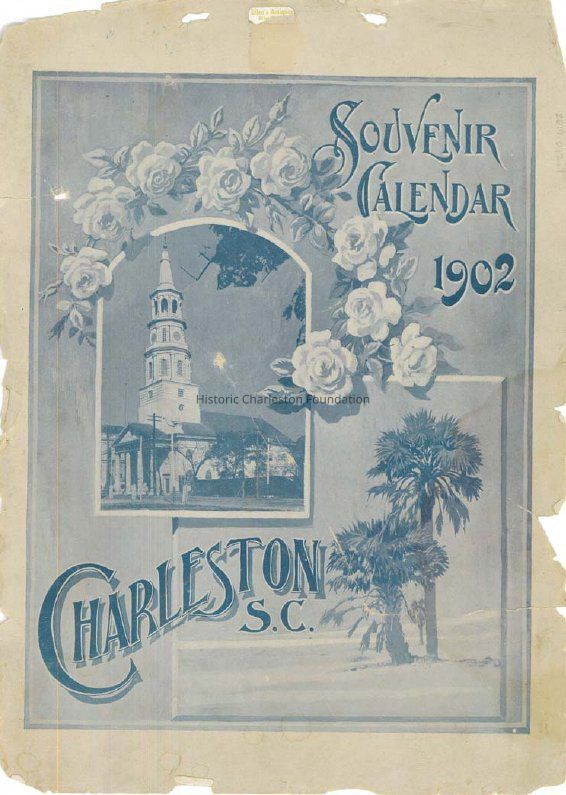 Souvenir
Calendar
1902
Historic Charleston Foundation
Charleston
S.C.